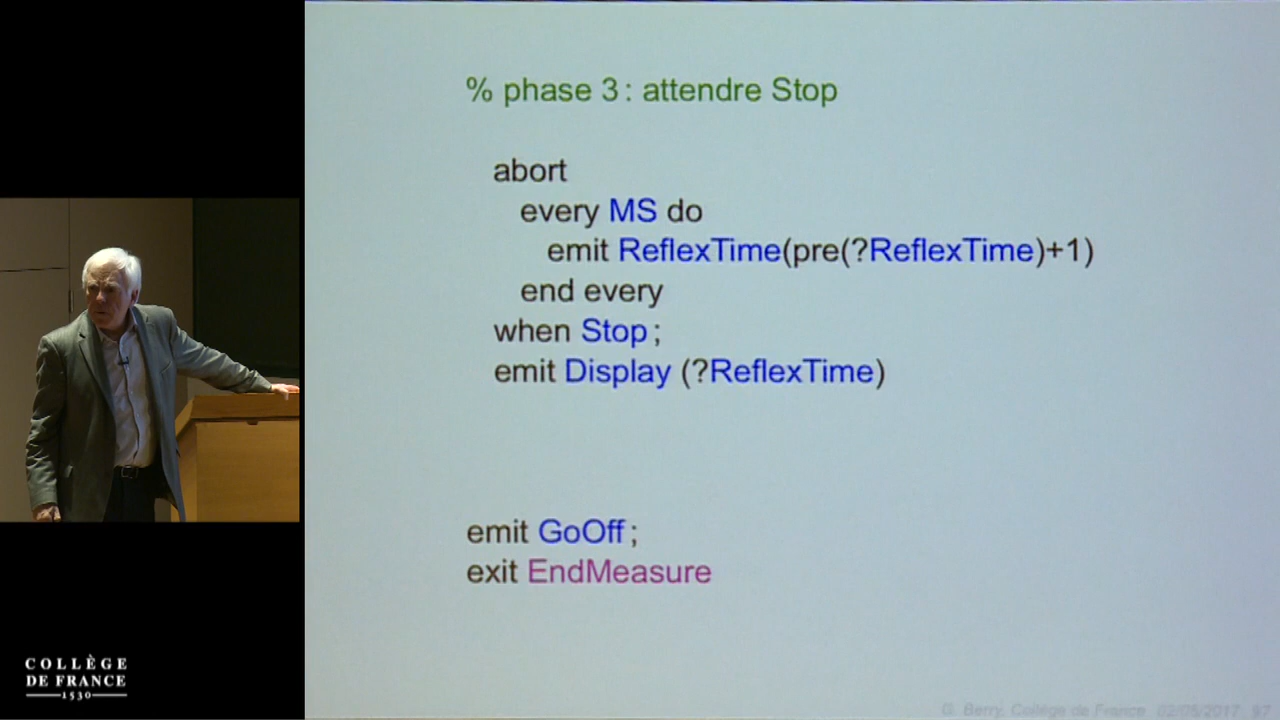 % phase 3 : attendre Stop
abort
every MS do
emit ReflexTime(pre(?ReflexTime)+1)
end every
when Stop ;
emit Display (?ReflexTime)
emit GoOff ;
exit EndMeasure
COLLÈGE
DE FRANCE
1530
G. Berry, Collège de France 02/05/2017 97